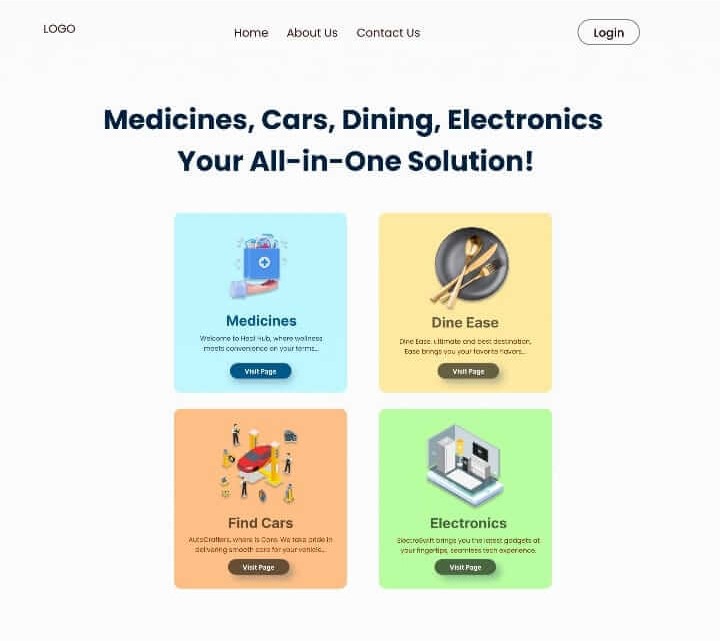 LOGO
Home About Us Contact Us
Login
Medicines, Cars, Dining, Electronics
Your All-in-One Solution!
Medicines
Welcome to Heal Hub, where wellness
meets convenience on your terms...
Visit Page
Dine Ease
Dine Ease, ultimate and best destination,
Ease brings you your favorite flavors...
Visit Page
Find Cars
AutoCrafters, where is Care. We take pride in
delivering smooth care for your vehicle...
Visit Page
Electronics
ElectroSwift brings you the latest gadgets at
your fingertips, seamless tech experience.
Visit Page